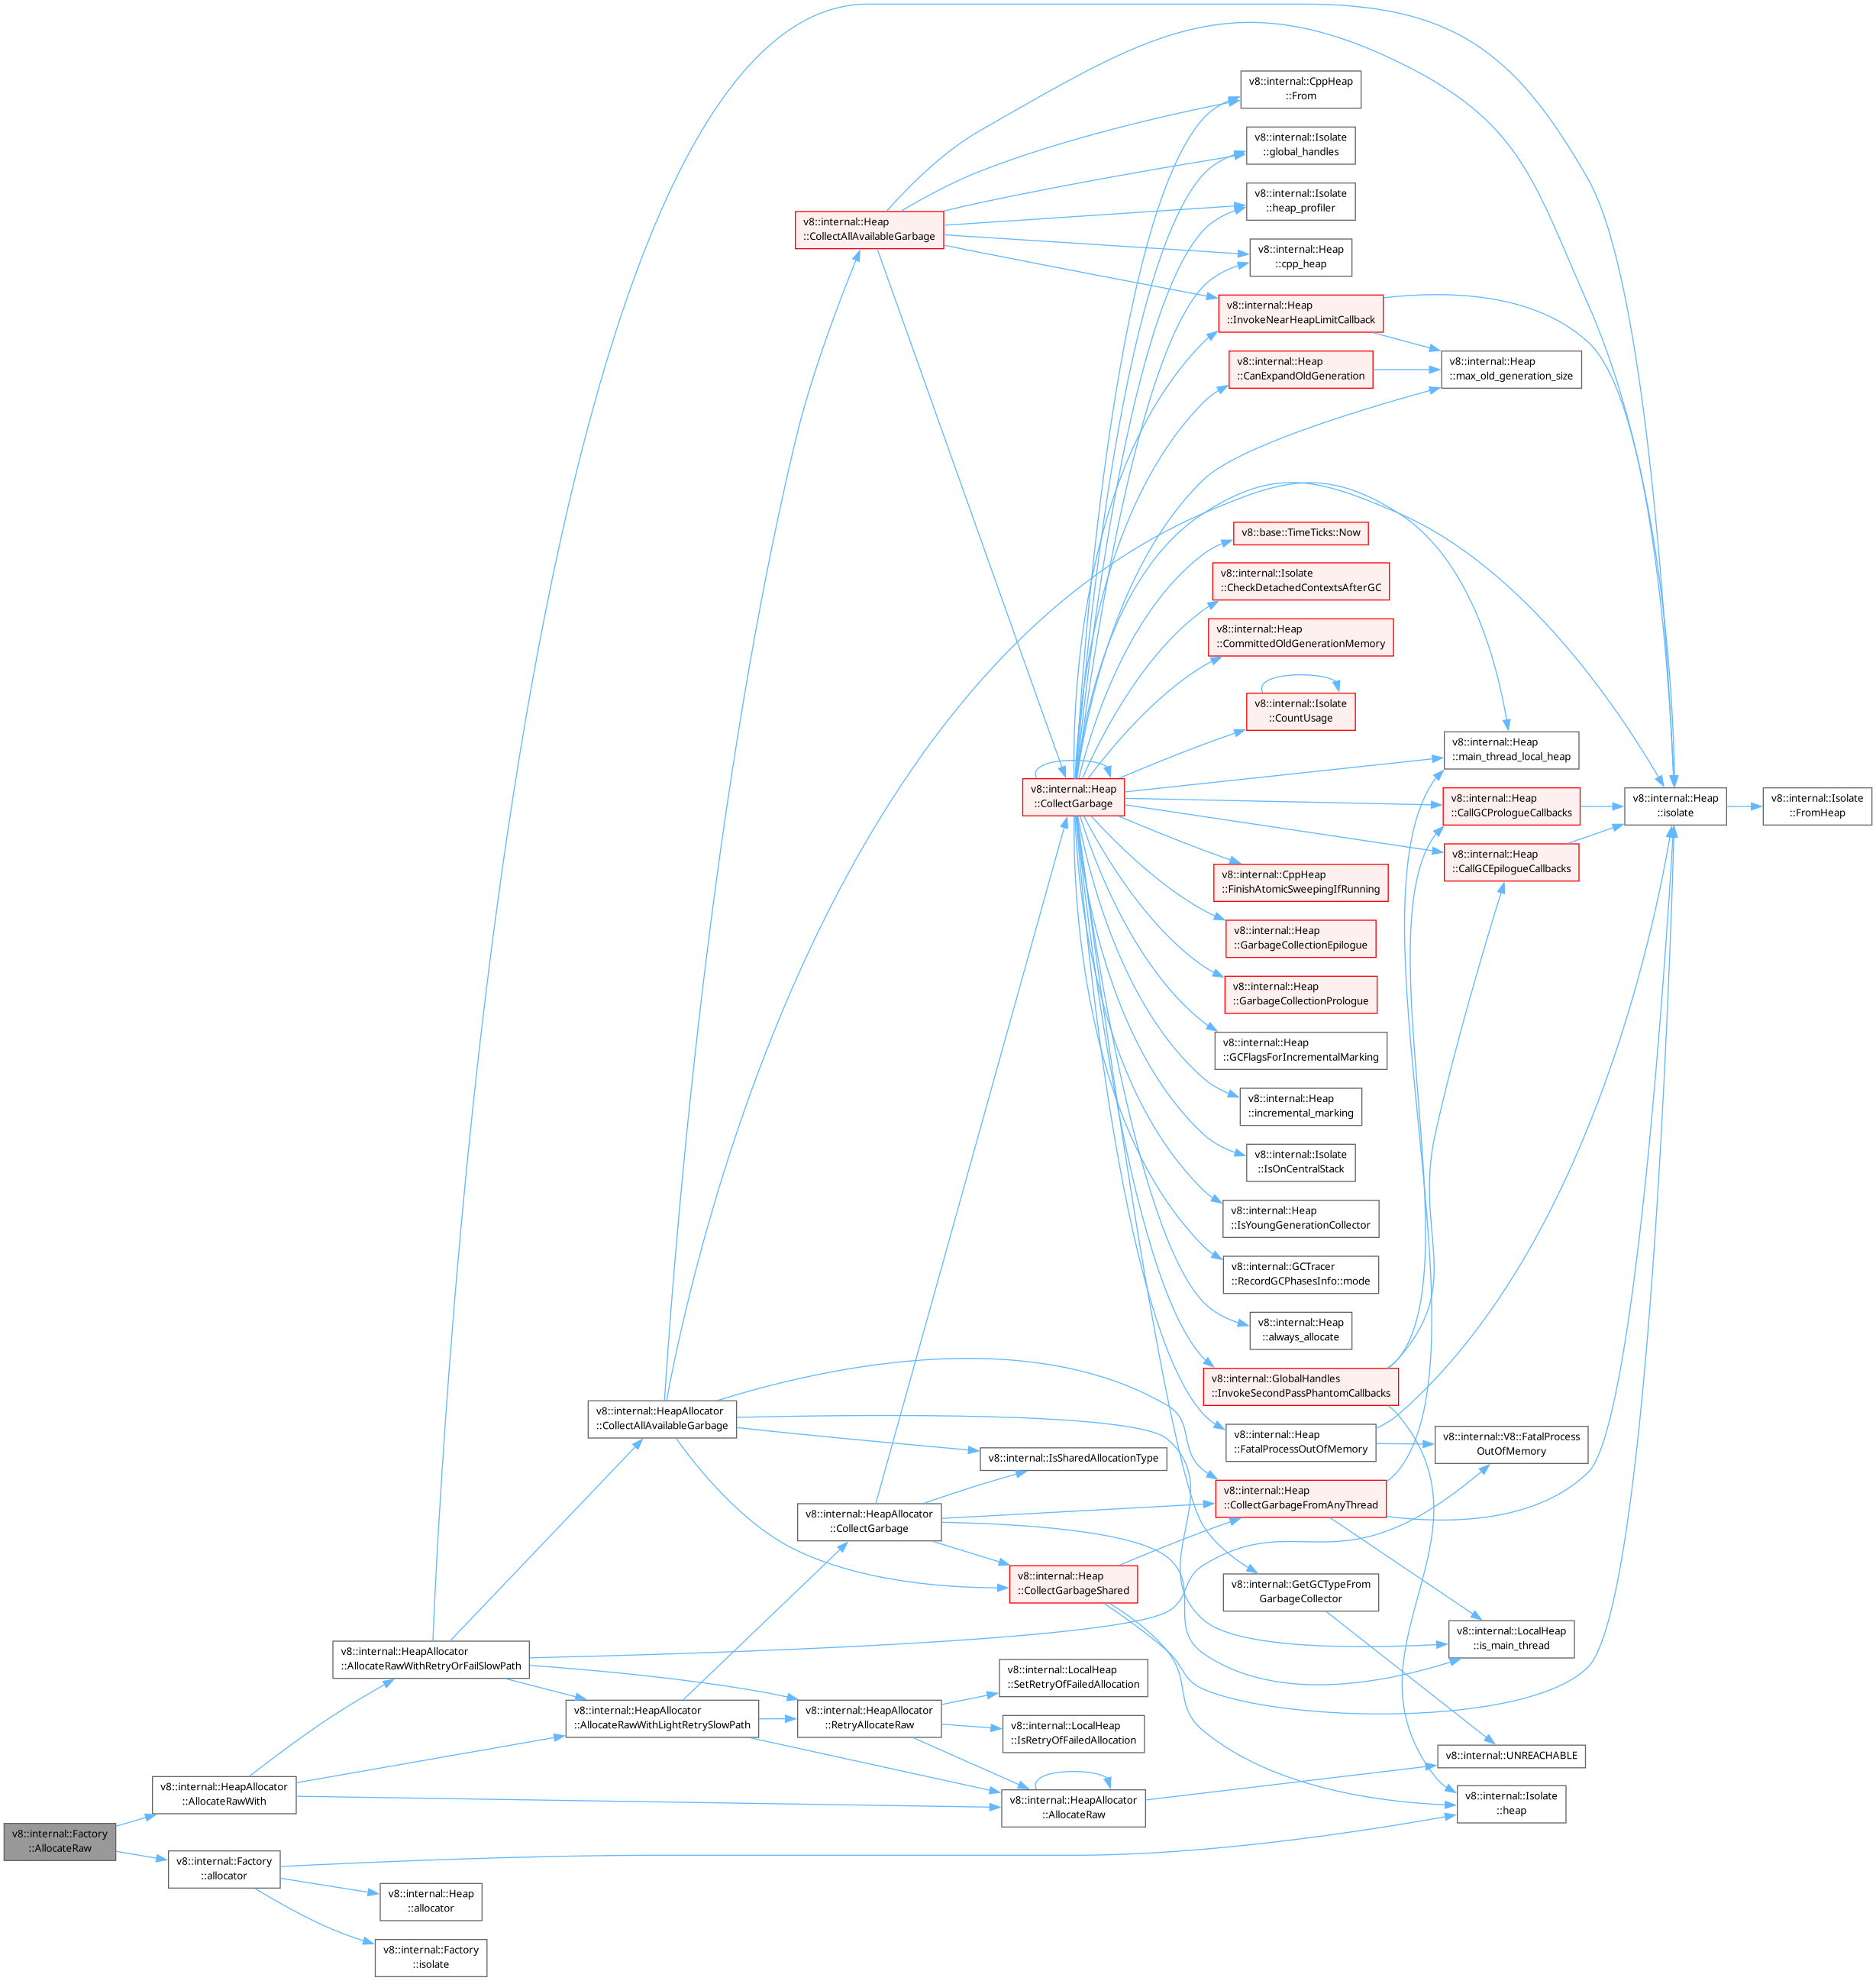 v8::internal::CppHeap
::From
v8::internal::Isolate
::global_handles
v8::internal::Isolate
::heap_profiler
v8::internal::Heap
::CollectAllAvailableGarbage
v8::internal::Heap
::cpp_heap
v8::internal::Heap
::InvokeNearHeapLimitCallback
v8::internal::Heap
::CanExpandOldGeneration
v8::internal::Heap
::max_old_generation_size
v8::base::TimeTicks::Now
v8::internal::Isolate
::CheckDetachedContextsAfterGC
v8::internal::Heap
::CommittedOldGenerationMemory
v8::internal::Isolate
::CountUsage
v8::internal::Heap
::main_thread_local_heap
v8::internal::Heap
::CollectGarbage
v8::internal::Heap
::CallGCPrologueCallbacks
v8::internal::Heap
::isolate
v8::internal::Isolate
::FromHeap
v8::internal::Heap
::CallGCEpilogueCallbacks
v8::internal::CppHeap
::FinishAtomicSweepingIfRunning
v8::internal::Heap
::GarbageCollectionEpilogue
v8::internal::Heap
::GarbageCollectionPrologue
v8::internal::Heap
::GCFlagsForIncrementalMarking
v8::internal::Heap
::incremental_marking
v8::internal::Isolate
::IsOnCentralStack
v8::internal::Heap
::IsYoungGenerationCollector
v8::internal::GCTracer
::RecordGCPhasesInfo::mode
v8::internal::Heap
::always_allocate
v8::internal::GlobalHandles
::InvokeSecondPassPhantomCallbacks
v8::internal::HeapAllocator
::CollectAllAvailableGarbage
v8::internal::Heap
::FatalProcessOutOfMemory
v8::internal::V8::FatalProcess
OutOfMemory
v8::internal::IsSharedAllocationType
v8::internal::Heap
::CollectGarbageFromAnyThread
v8::internal::HeapAllocator
::CollectGarbage
v8::internal::Heap
::CollectGarbageShared
v8::internal::GetGCTypeFrom
GarbageCollector
v8::internal::LocalHeap
::is_main_thread
v8::internal::HeapAllocator
::AllocateRawWithRetryOrFailSlowPath
v8::internal::LocalHeap
::SetRetryOfFailedAllocation
v8::internal::HeapAllocator
::AllocateRawWithLightRetrySlowPath
v8::internal::HeapAllocator
::RetryAllocateRaw
v8::internal::LocalHeap
::IsRetryOfFailedAllocation
v8::internal::UNREACHABLE
v8::internal::HeapAllocator
::AllocateRawWith
v8::internal::HeapAllocator
::AllocateRaw
v8::internal::Isolate
::heap
v8::internal::Factory
::AllocateRaw
v8::internal::Factory
::allocator
v8::internal::Heap
::allocator
v8::internal::Factory
::isolate